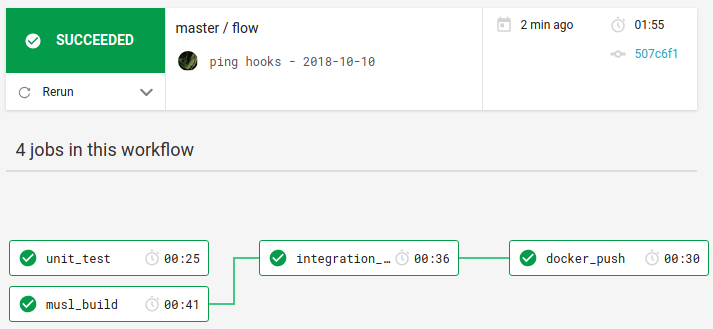 SUCCEEDED
Rerun
master / flow
ping hooks - 2018-10-10
2 min ago
01:55
507c6f1
4 jobs in this workflow
unit_test 00:25
integration_… 00:36
docker_push 00:30
musl_build 00:41